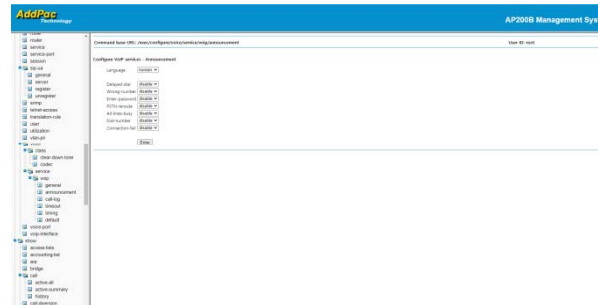 AddPac
Technology
AP200B Management Sys
router
service
service-port
session
sip-ua
general
server
register
unregister
snmp
telnet-access
translation-rule
user
utilization
vlan-pri
voip
class
clear-down-tone
codec
service
voip
general
announcement
call-log
timeout
timing
default
voice-port
voip-interface
show
access-lists
accounting-list
arp
bridge
call
active-all
active-summary
history
call-diversion
Command base-URL: /exec/configure/voice/service/voip/announcement
User ID: root
Configure VoIP services - Announcement
Language korean
Delayed-dial disable
Wrong-number disable
Enter-password disable
PSTN-reroute disable
All-lines-busy disable
Dial-number disable
Connection-fail disable
Enter